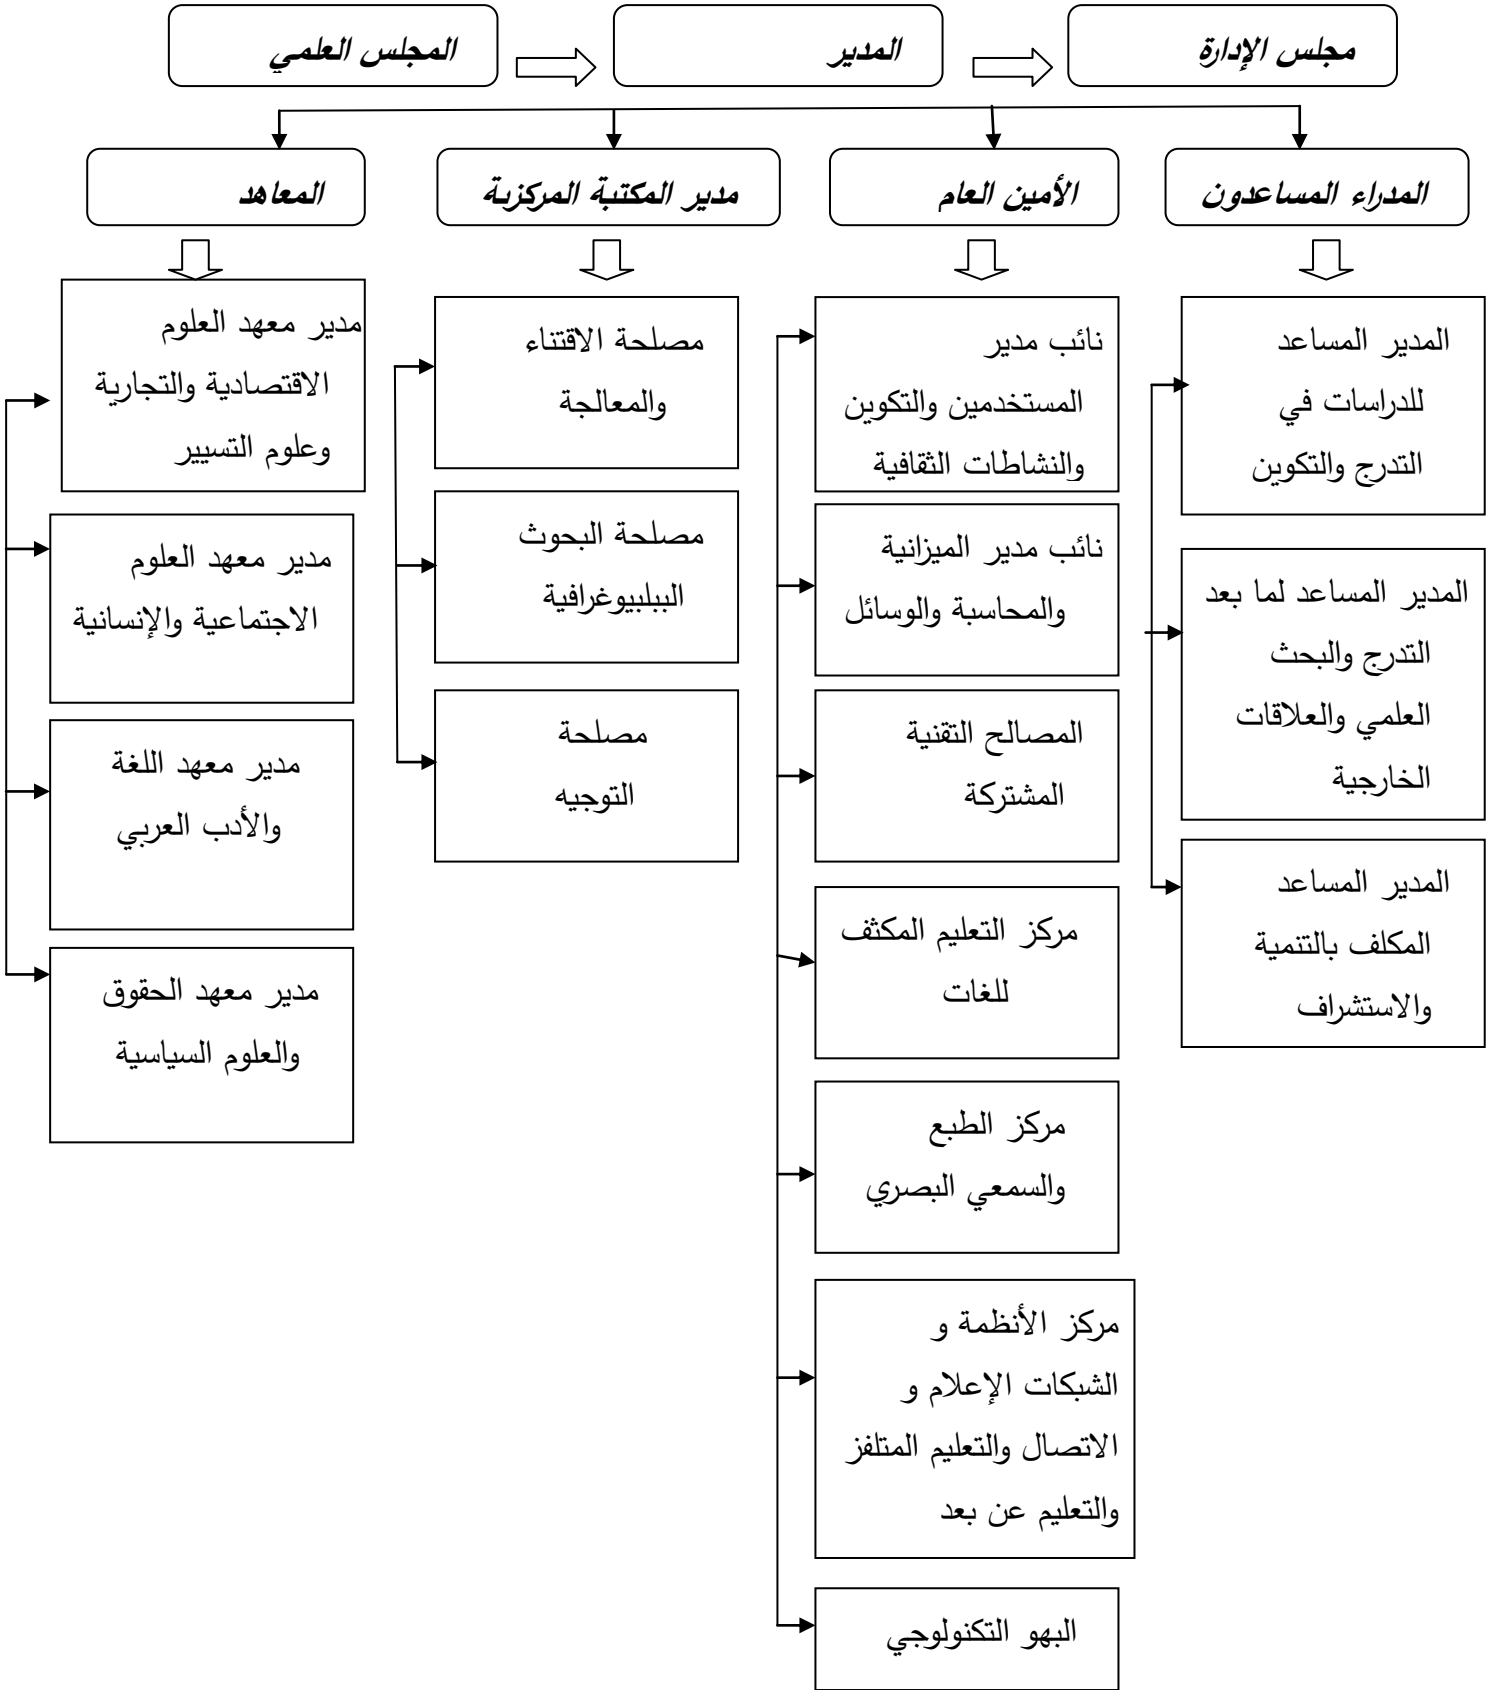 مجلس الإدارة
المدير
المجلس العلمي
المدراء المساعدون
الأمين العام
مدير المكتبة المركزية
المعاهد
المدير المساعد
للدراسات في
التدرج والتكوين
المدير المساعد لما بعد
التدرج والبحث
العلمي والعلاقات
الخارجية
المدير المساعد
المكلف بالتنمية
والاستشراف
نائب مدير
المستخدمين والتكوين
والنشاطات الثقافية
نائب مدير الميزانية
والمحاسبة والوسائل
المصالح التقنية
المشتركة
مركز التعليم المكثف
للغات
مركز الطبع
والسمعي البصري
مركز الأنظمة و
الشبكات الإعلام و
الاتصال والتعليم المتلفز
والتعليم عن بعد
البهو التكنولوجي
مصلحة الاقتناء
والمعالجة
مصلحة البحوث
الببليوغرافية
مصلحة
التوجيه
مدير معهد العلوم
الاقتصادية والتجارية
وعلوم التسيير
مدير معهد العلوم
الاجتماعية والإنسانية
مدير معهد اللغة
والأدب العربي
مدير معهد الحقوق
والعلوم السياسية